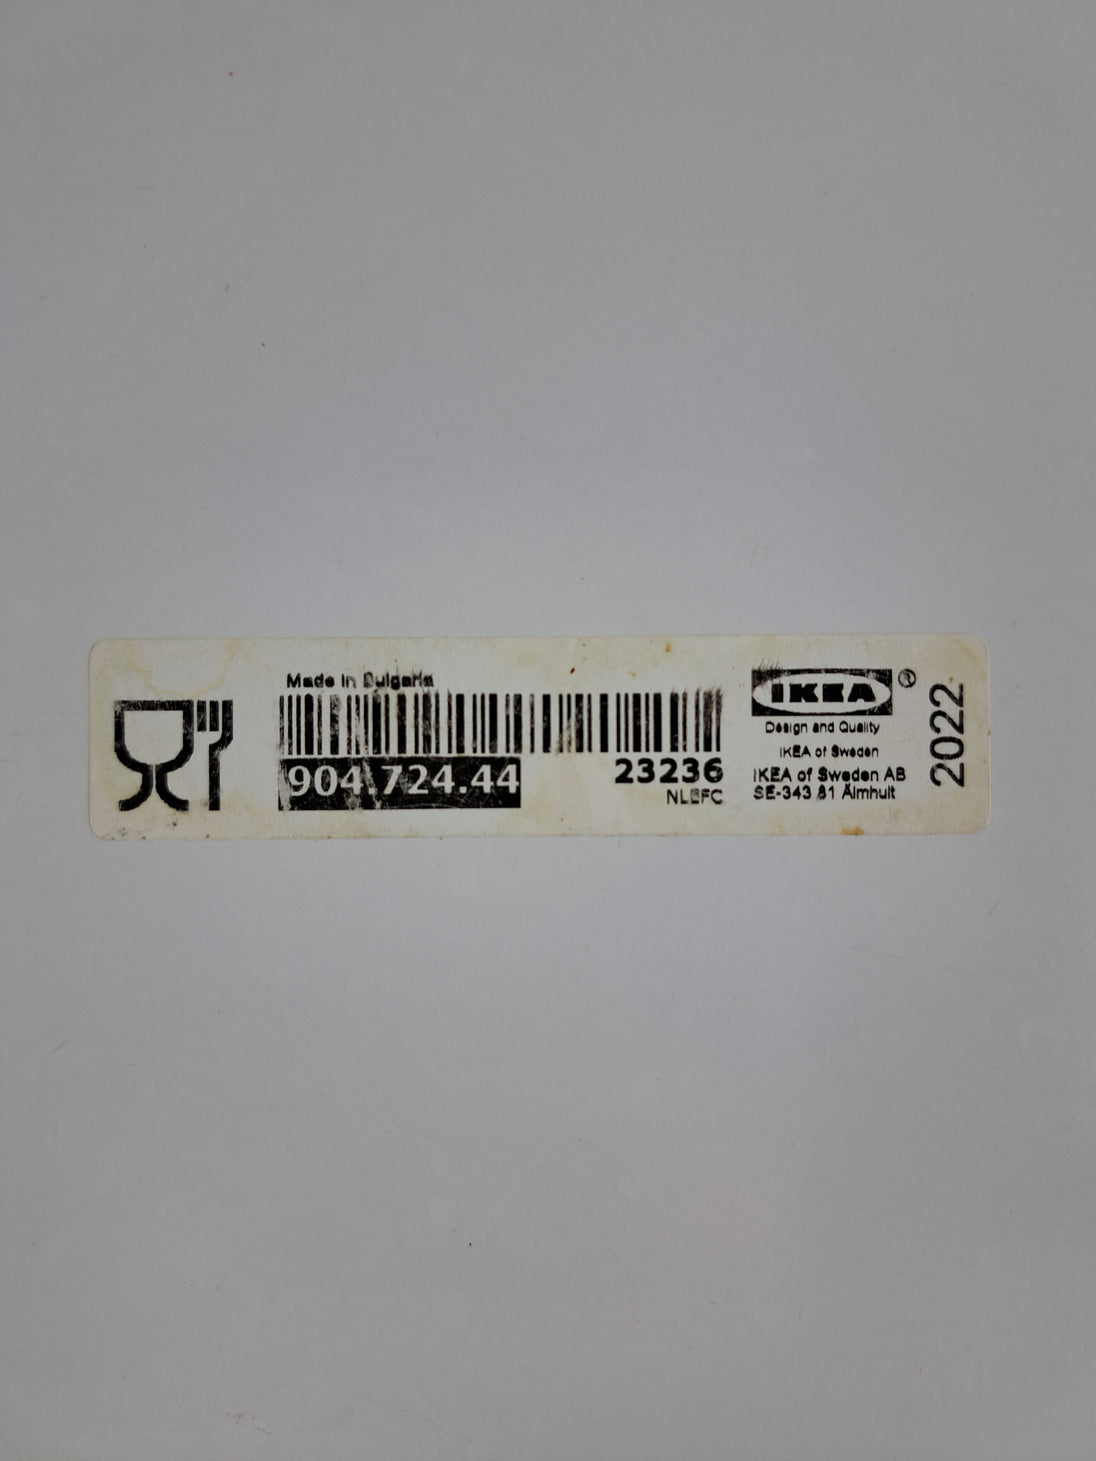 Made in Bulgaria
904.724.44
23236
NLEFC
IKEA®
Design and Quality
IKEA of Sweden
IKEA of Sweden AB
SE-343 81 Älmhult
2022